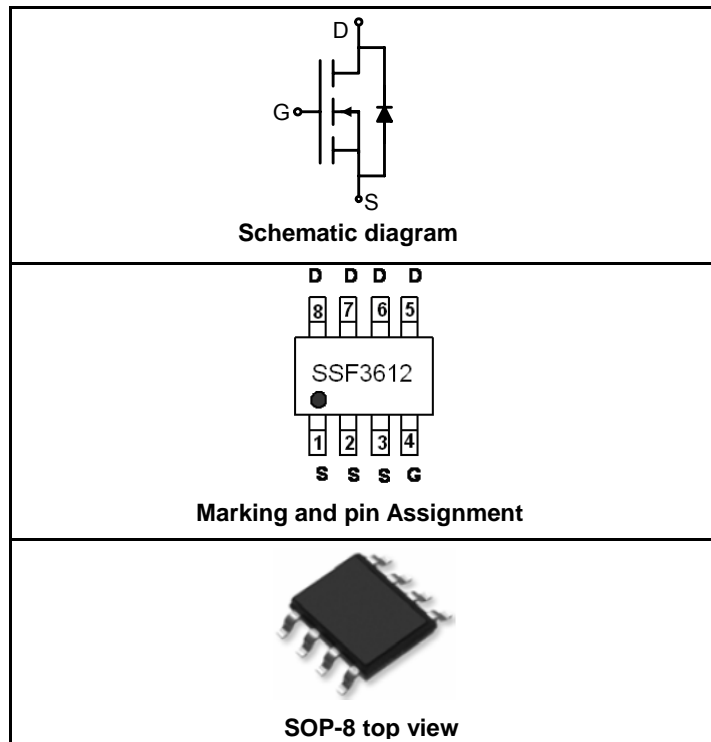 D
G
S
Schematic diagram
D D D D
8 7 6 5
SSF3612
1 2 3 4
S S S G
Marking and pin Assignment
SOP-8 top view